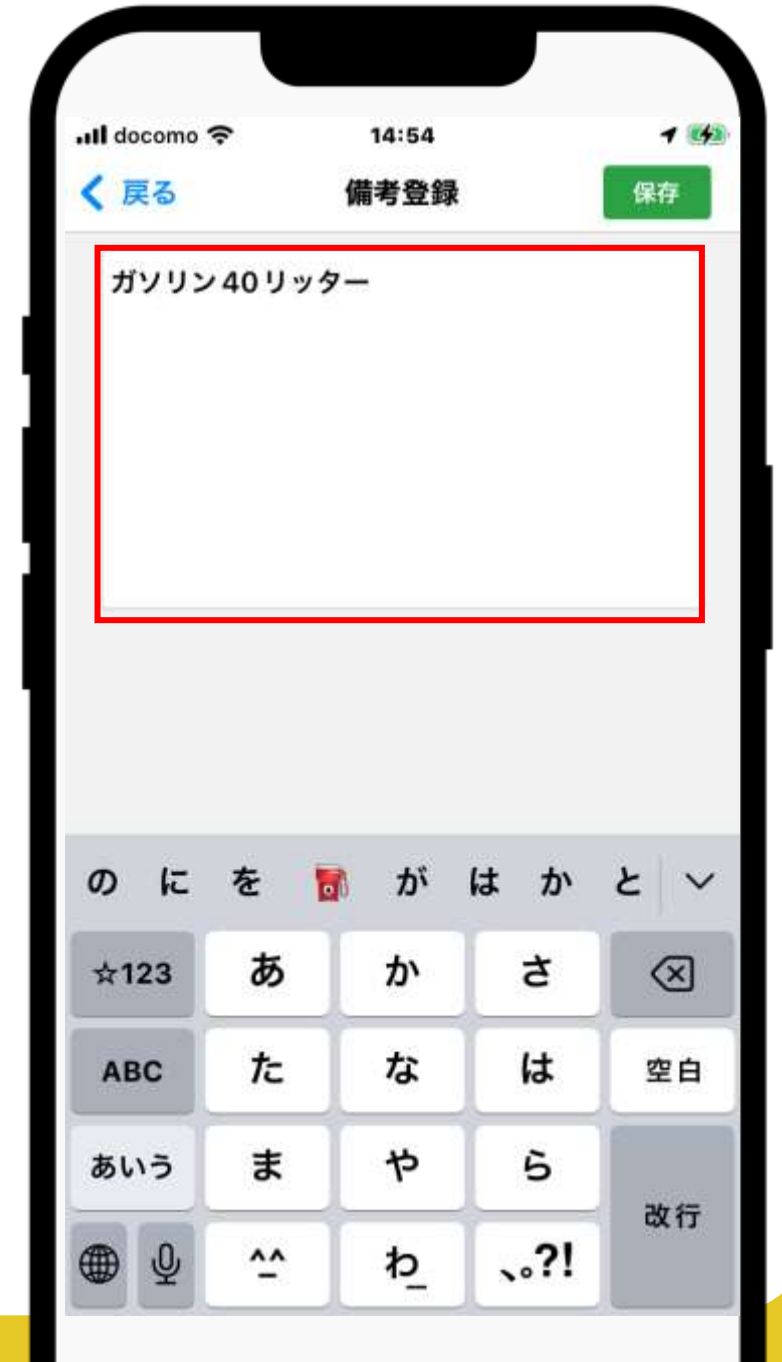 docomo 14:54
戻る 備考登録 保存
ガソリン40リッター
の に を が は か と
☆123 あ か さ
ABC た な は 空白
あいう ま や ら 改行
^_^ わ_ 、。?!